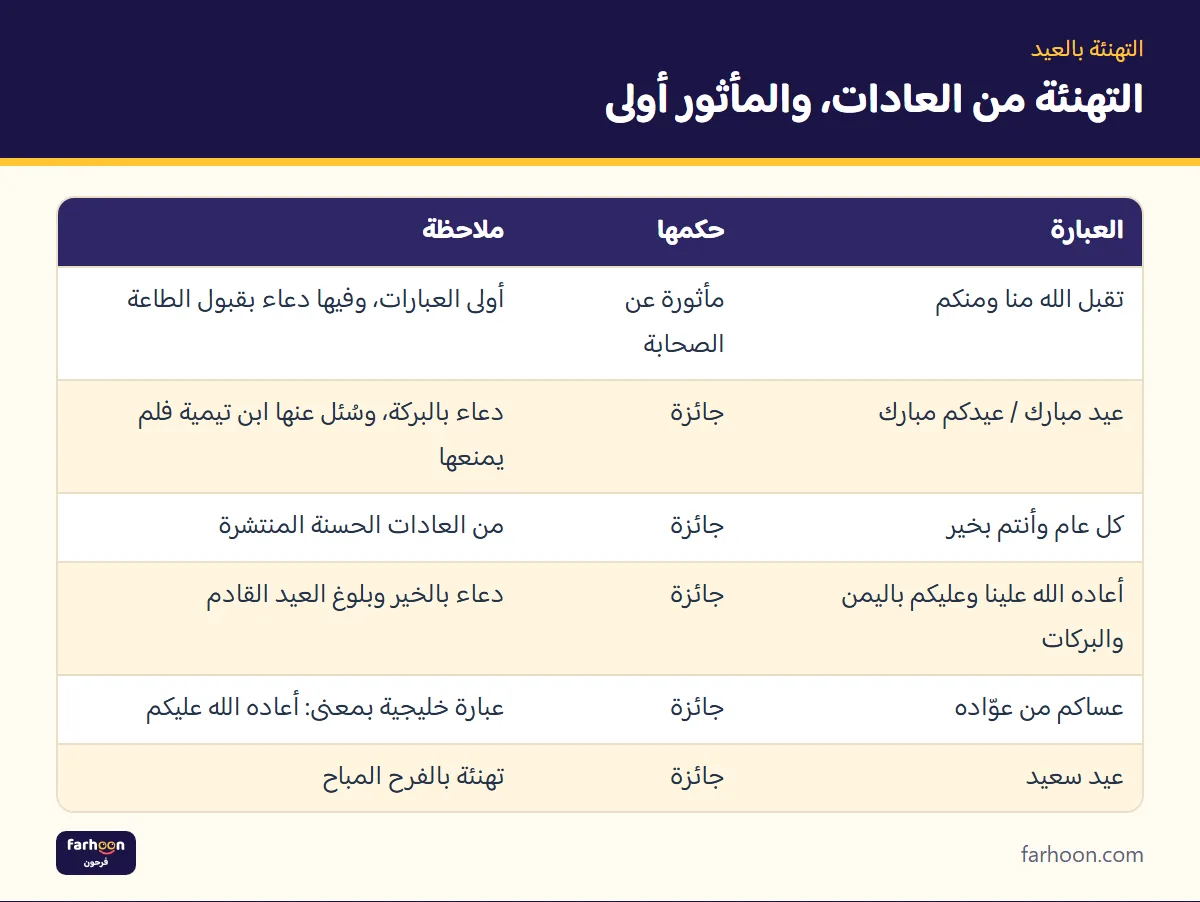 التهنئة بالعيد
التهنئة من العادات، والمأثور أولى
العبارة حكمها ملاحظة
تقبل الله منا ومنكم مأثورة عن أولى العبارات، وفيها دعاء بقبول الطاعة
الصحابة
عيد مبارك / عيدكم مبارك جائزة دعاء بالبركة، وسُئل عنها ابن تيمية فلم
يمنعها
كل عام وأنتم بخير جائزة من العادات الحسنة المنتشرة
أعاده الله علينا وعليكم باليمن جائزة دعاء بالخير وبلوغ العيد القادم
والبركات
عساكم من عوّاده جائزة عبارة خليجية بمعنى: أعاده الله عليكم
عيد سعيد جائزة تهنئة بالفرح المباح
farhoon.com
farhoon
فرحون